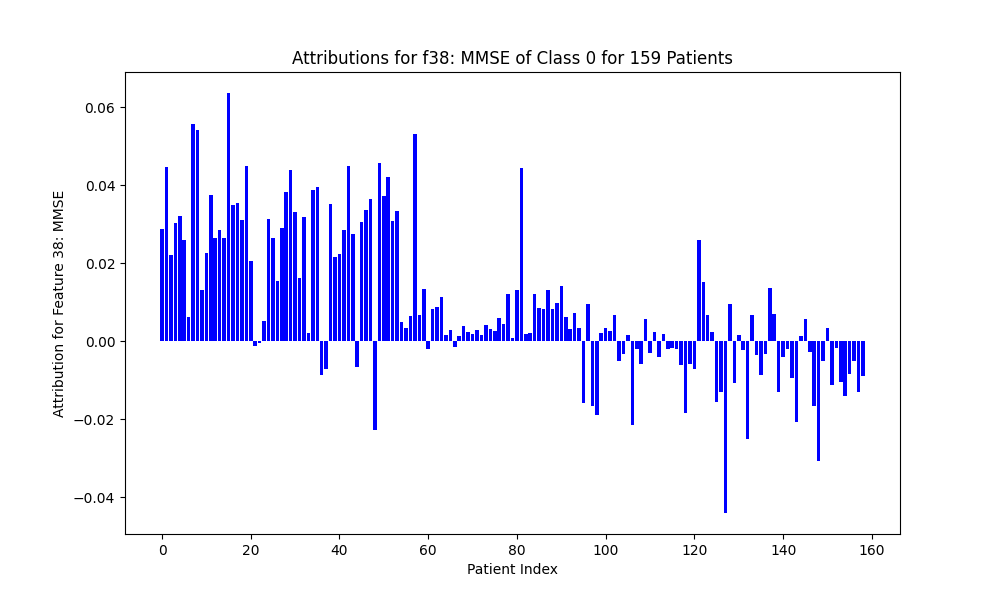 Attributions for f38: MMSE of Class 0 for 159 Patients
Attribution for Feature 38: MMSE
0.06
0.04
0.02
0.00
−0.02
−0.04
0 20 40 60 80 100 120 140 160
Patient Index